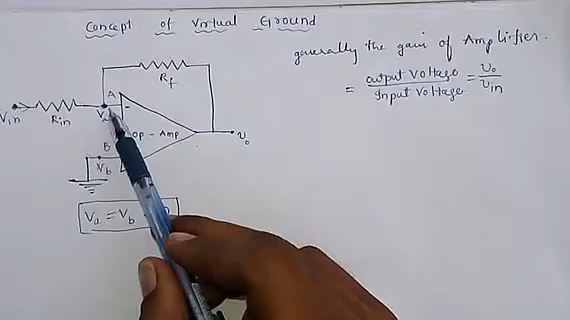 Concept of Virtual Ground
generally the gain of Amplifier.
= output Voltage / Input Voltage = v₀ / vin
Rf
A
Vin
Rin
Va
-
op - Amp
v₀
B
Vb
Va = Vb